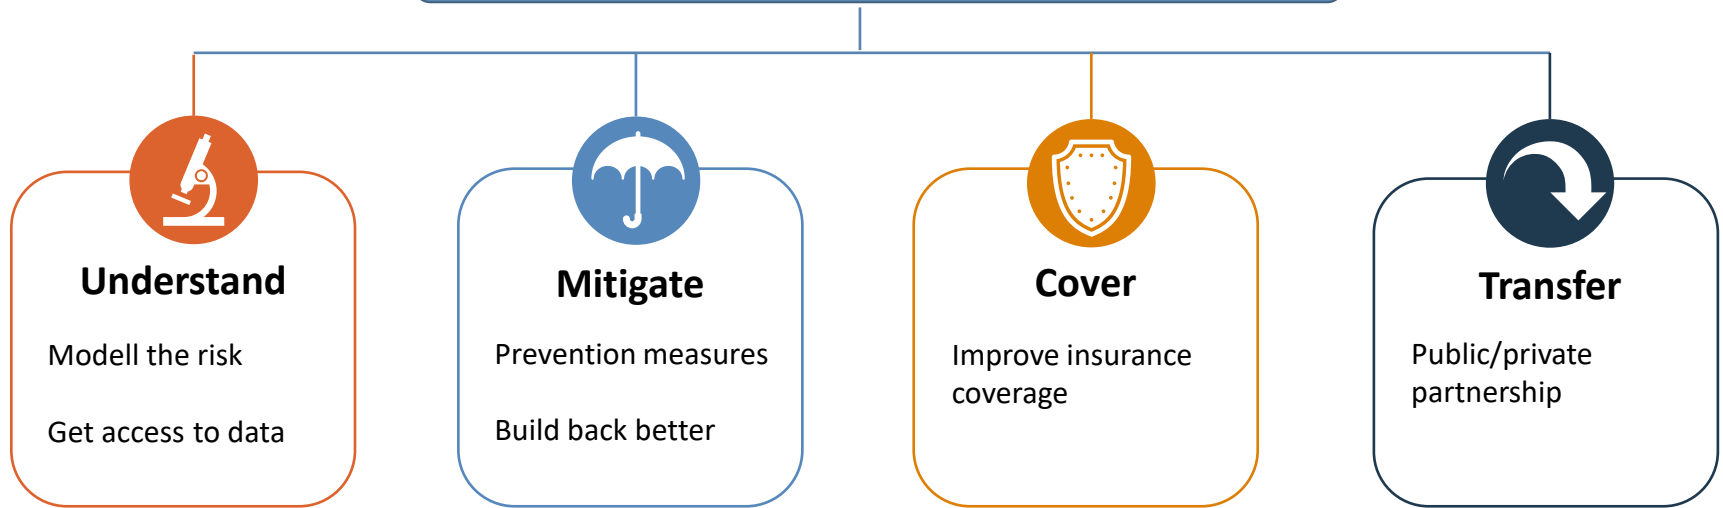 Understand
Modell the risk
Get access to data
Mitigate
Prevention measures
Build back better
Cover
Improve insurance
coverage
Transfer
Public/private
partnership